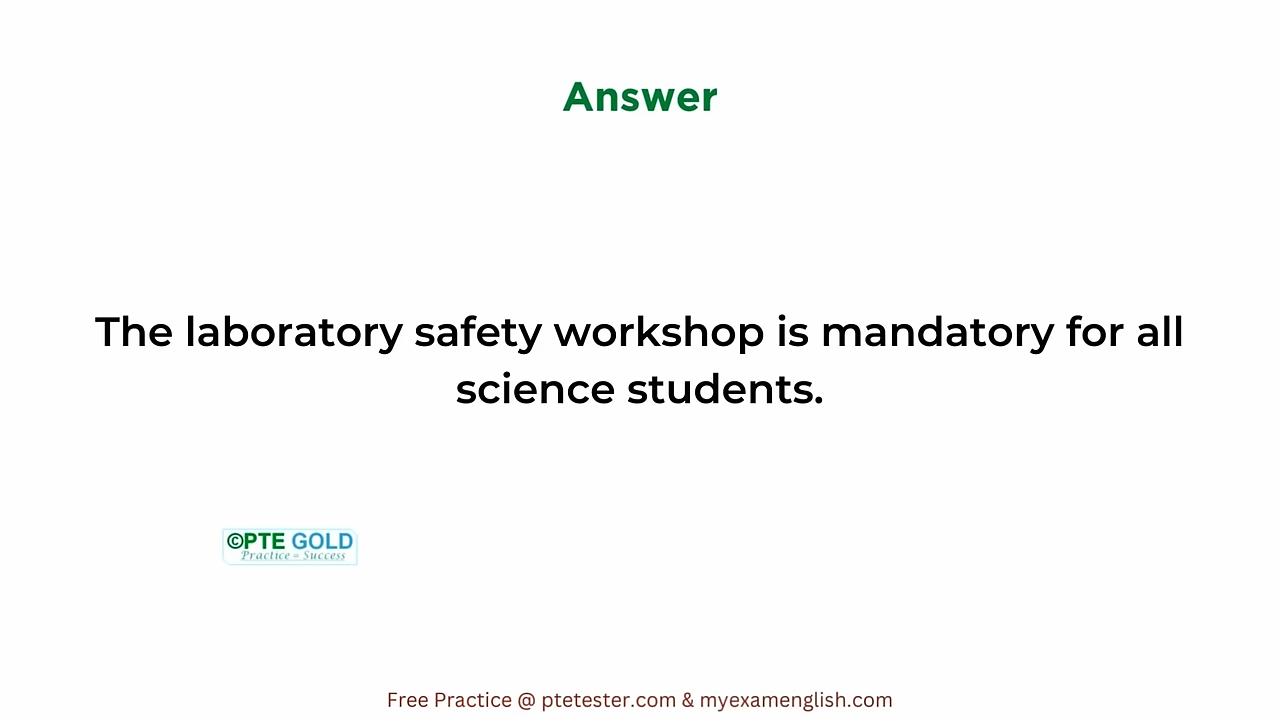 Answer
The laboratory safety workshop is mandatory for all
science students.
©PTE GOLD
Practice = Success
Free Practice @ ptetester.com & myexamenglish.com